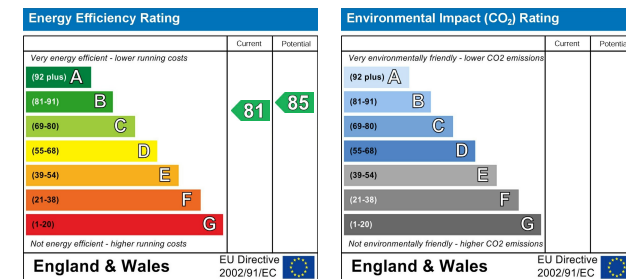 Energy Efficiency Rating
Current Potential
Very energy efficient - lower running costs
(92 plus) A
(81-91) B
(69-80) C
(55-68) D
(39-54) E
(21-38) F
(1-20) G
81
85
Not energy efficient - higher running costs
England & Wales
EU Directive
2002/91/EC
Environmental Impact (CO₂) Rating
Current Potential
Very environmentally friendly - lower CO2 emissions
(92 plus) A
(81-91) B
(69-80) C
(55-68) D
(39-54) E
(21-38) F
(1-20) G
Not environmentally friendly - higher CO2 emissions
England & Wales
EU Directive
2002/91/EC